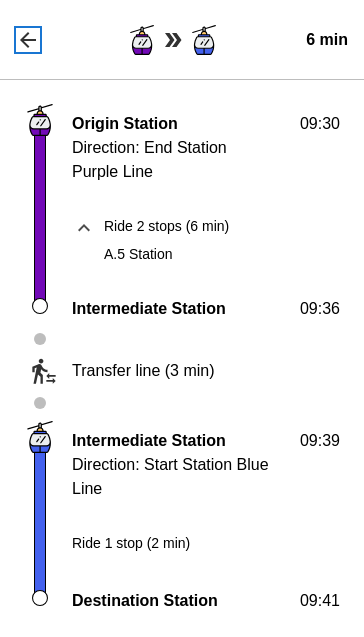 6 min
Origin Station 09:30
Direction: End Station
Purple Line
Ride 2 stops (6 min)
A.5 Station
Intermediate Station 09:36
Transfer line (3 min)
Intermediate Station 09:39
Direction: Start Station Blue
Line
Ride 1 stop (2 min)
Destination Station 09:41